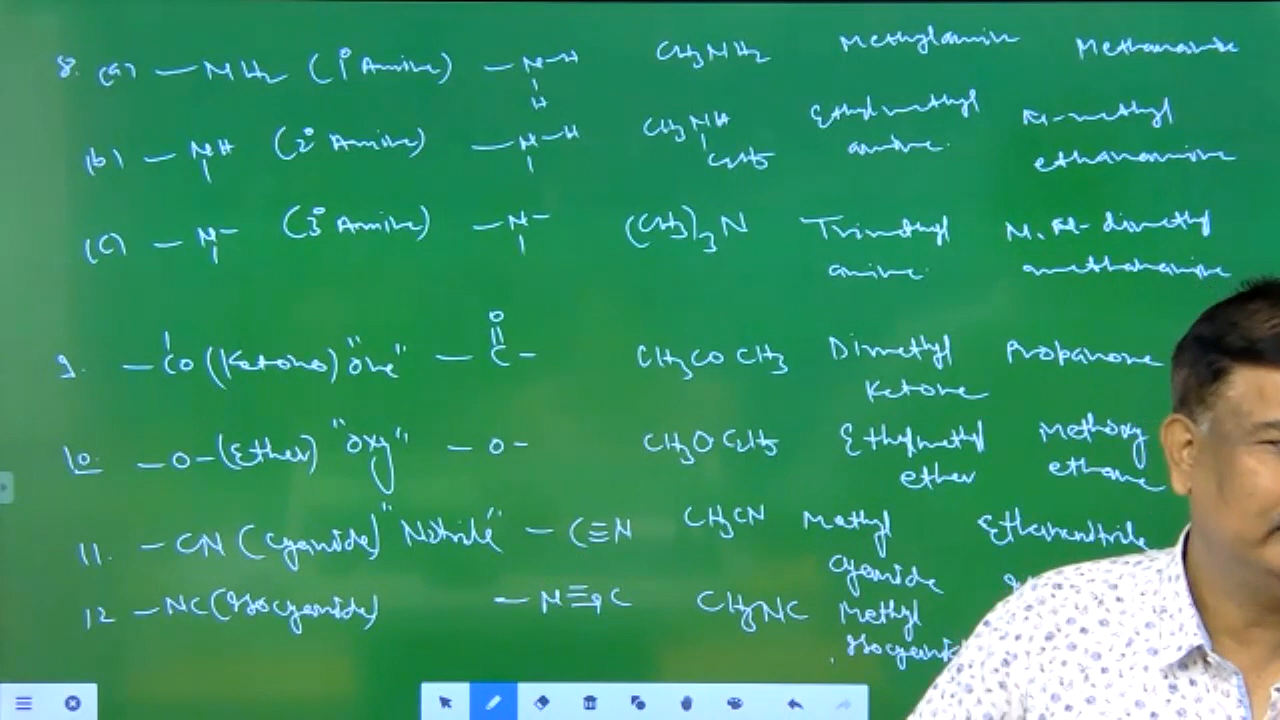 8. (a) — NH2 (1° Amine) — N — H CH3NH2 Methylamine Methanamine
H
(b) — NH (2° Amine) — N — H CH3NH Ethylmethyl N-methyl
C2H5 amine. ethanamine
(c) — N — (3° Amine) — N — (CH3)3N Trimethyl N,N-dimethyl
amine. methanamine
O
9. — CO (Ketone) "one" — C — CH3COCH3 Dimethyl Propanone
Ketone
10. — O — (Ether) "oxy" — O — CH3OC2H5 Ethylmethyl Methoxy
ether ethane
11. — CN (Cyanide) "Nitrile" — C≡N CH3CN Methyl Ethanenitrile
cyanide
12 — NC (Isocyanide) — N≡C CH3NC Methyl
Isocyanide